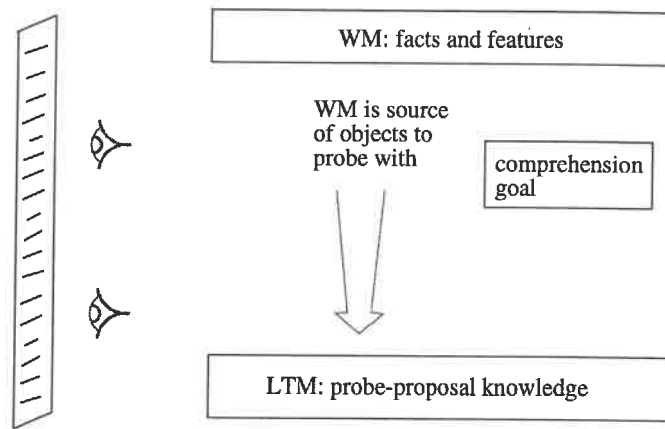 WM: facts and features
WM is source
of objects to
probe with
comprehension
goal
LTM: probe-proposal knowledge